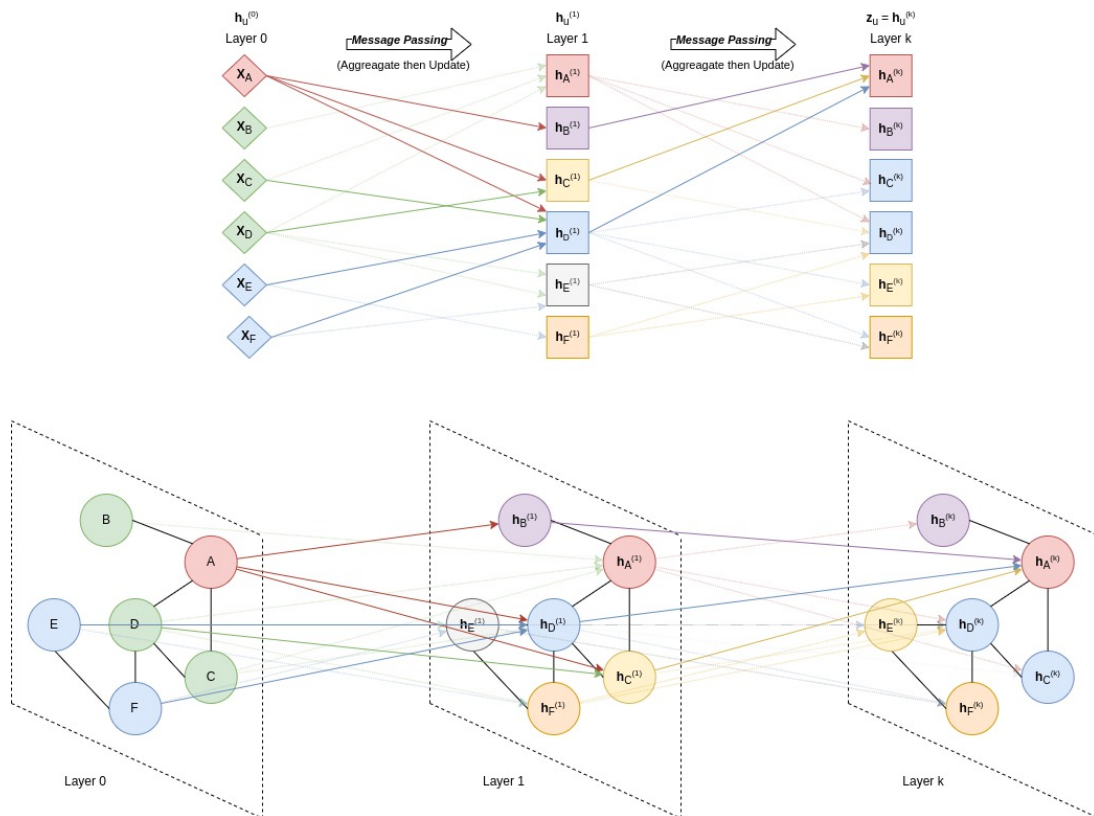 h_u^(0) h_u^(1) z_u = h_u^(k)
Layer 0 Message Passing Layer 1 Message Passing Layer k
(Aggreagate then Update) (Aggreagate then Update)
X_A h_A^(1) h_A^(k)
X_B h_B^(1) h_B^(k)
X_C h_C^(1) h_C^(k)
X_D h_D^(1) h_D^(k)
X_E h_E^(1) h_E^(k)
X_F h_F^(1) h_F^(k)
B h_B^(1) h_B^(k)
A h_A^(1) h_A^(k)
E D h_E^(1) h_D^(1) h_E^(k) h_D^(k)
C h_C^(1) h_C^(k)
F h_F^(1) h_F^(k)
Layer 0 Layer 1 Layer k